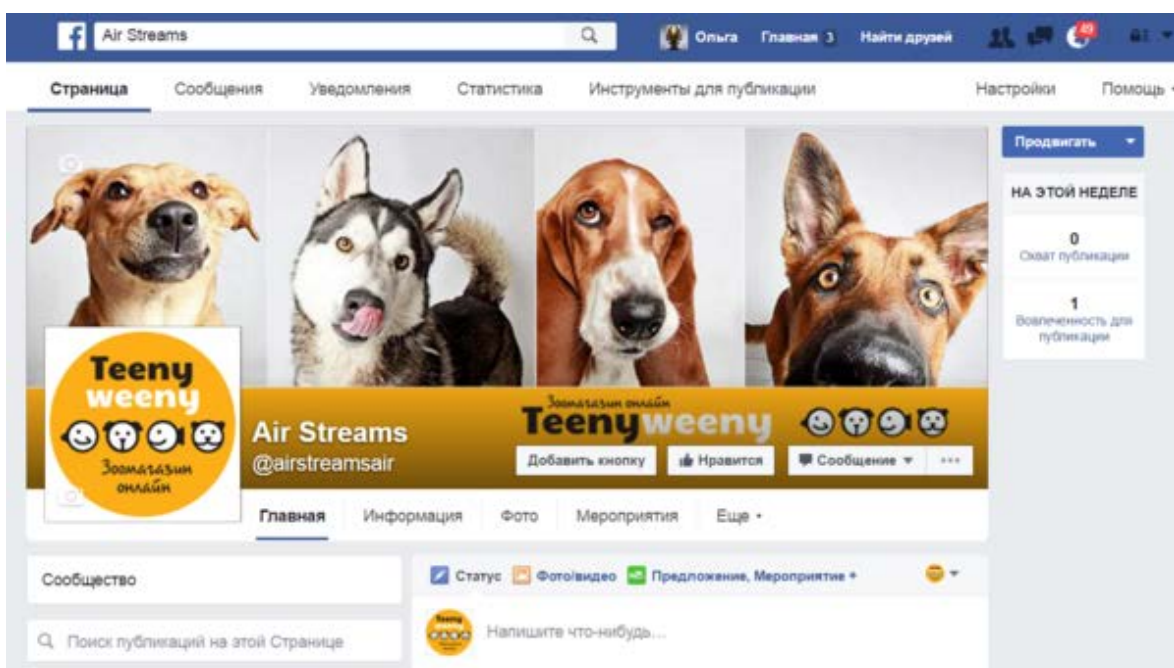 Air Streams
Ольга Главная 3 Найти друзей 49
Страница Сообщения Уведомления Статистика Инструменты для публикации Настройки Помощь
Продвигать
НА ЭТОЙ НЕДЕЛЕ
0
Охват публикации
1
Вовлеченность для
публикации
Teeny
weeny
Зоомагазин
онлайн
Air Streams
@airstreamsair
Зоомагазин онлайн
Teenyweeny
Добавить кнопку Нравится Сообщение
Главная Информация Фото Мероприятия Еще
Сообщество
Статус Фото/видео Предложение, Мероприятие +
Поиск публикаций на этой Странице
Teeny
weeny
Напишите что-нибудь...